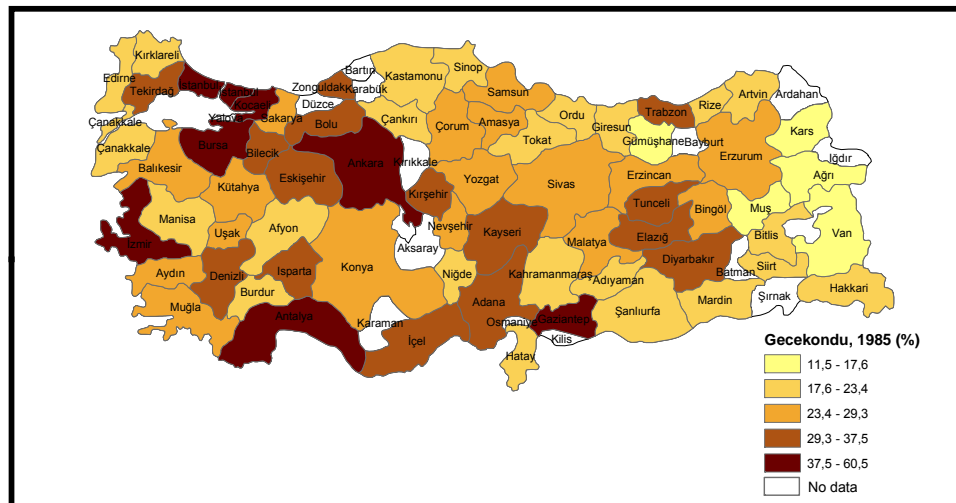 Kırklareli
Edirne
Tekirdağ
İstanbul
İstanbul
Kocaeli
Yalova
Sakarya
Düzce
Zonguldak
Bartın
Karabük
Kastamonu
Sinop
Samsun
Çankırı
Bolu
Çorum
Amasya
Tokat
Ordu
Giresun
Trabzon
Gümüşhane
Bayburt
Rize
Artvin
Ardahan
Kars
Iğdır
Ağrı
Erzurum
Erzincan
Çanakkale
Çanakkale
Balıkesir
Bursa
Bilecik
Eskişehir
Kütahya
Ankara
Kırıkkale
Kırşehir
Yozgat
Sivas
Tunceli
Bingöl
Muş
Van
Bitlis
Elazığ
Malatya
Kayseri
Nevşehir
Aksaray
Konya
Afyon
Uşak
Manisa
İzmir
Aydın
Denizli
Isparta
Burdur
Muğla
Antalya
Karaman
İçel
Niğde
Adana
Kahramanmaraş
Osmaniye
Gaziantep
Kilis
Hatay
Adıyaman
Şanlıurfa
Diyarbakır
Batman
Mardin
Siirt
Şırnak
Hakkari
Gecekondu, 1985 (%)
11,5 - 17,6
17,6 - 23,4
23,4 - 29,3
29,3 - 37,5
37,5 - 60,5
No data